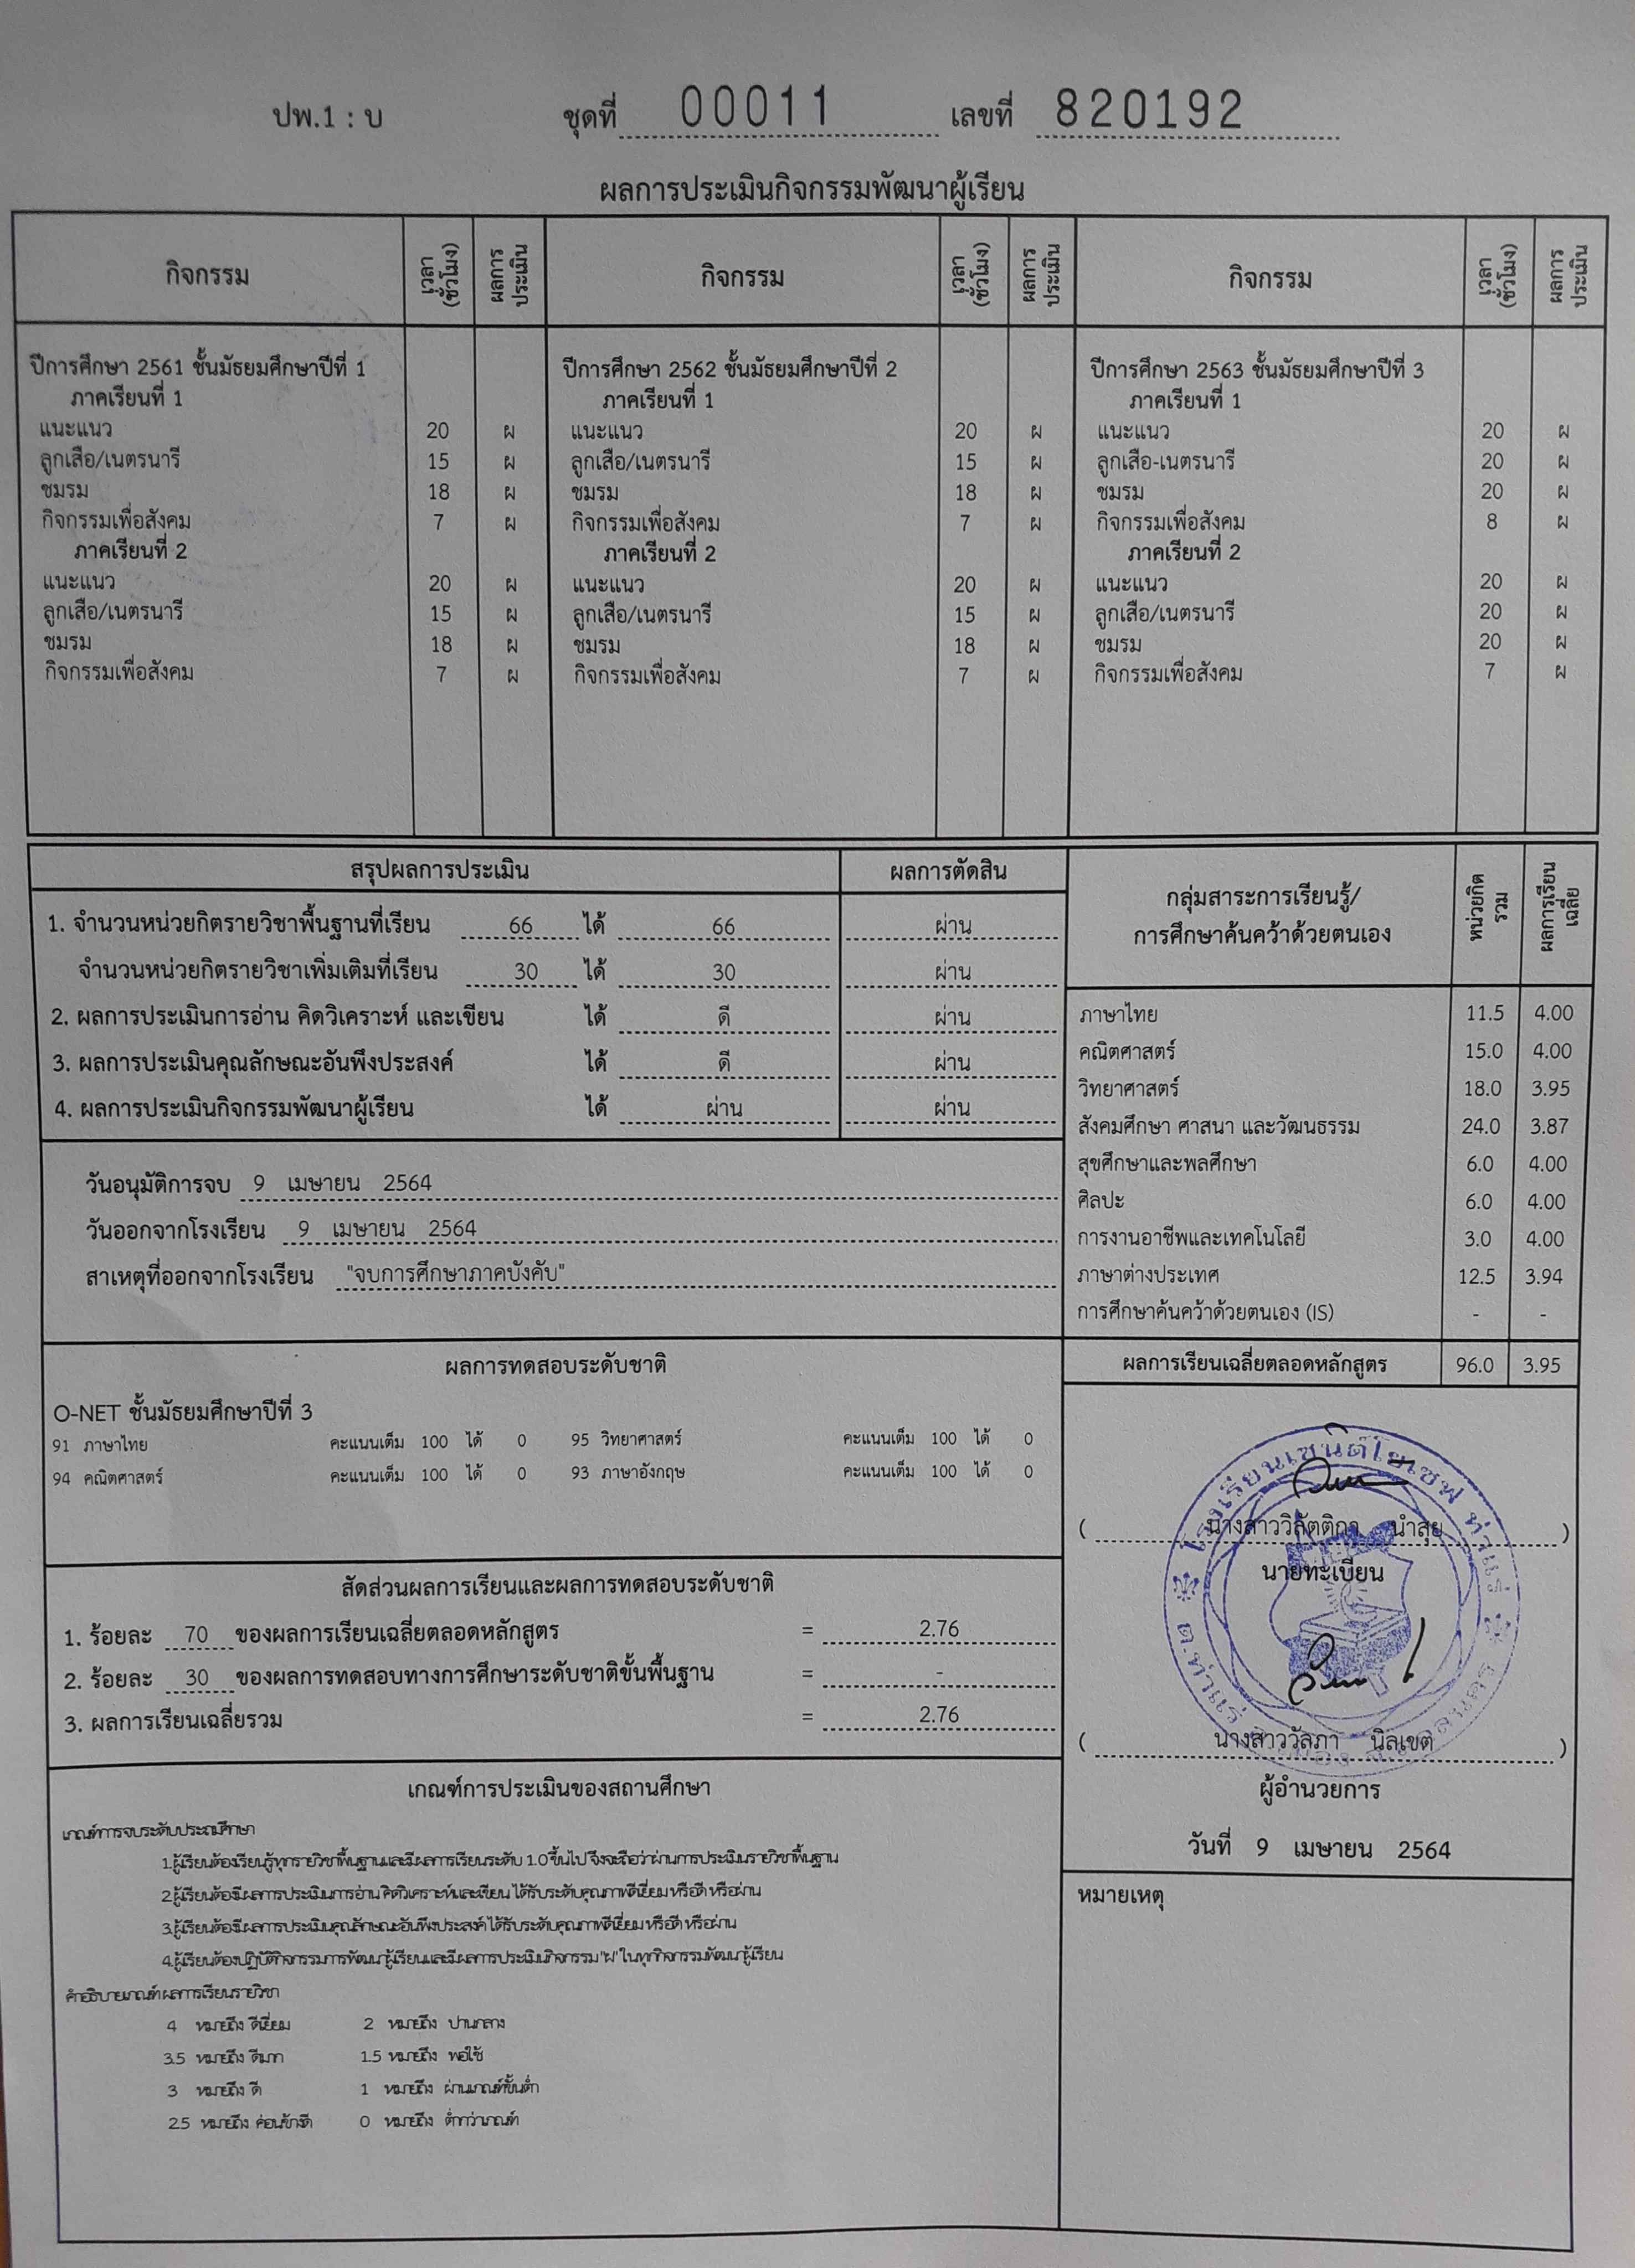 ปพ.1 : บ ชุดที่ 00011 เลขที่ 820192
ผลการประเมินกิจกรรมพัฒนาผู้เรียน
กิจกรรม เวลา (ชั่วโมง) ผลการ ประเมิน กิจกรรม เวลา (ชั่วโมง) ผลการ ประเมิน กิจกรรม เวลา (ชั่วโมง) ผลการ ประเมิน
ปีการศึกษา 2561 ชั้นมัธยมศึกษาปีที่ 1 ปีการศึกษา 2562 ชั้นมัธยมศึกษาปีที่ 2 ปีการศึกษา 2563 ชั้นมัธยมศึกษาปีที่ 3
ภาคเรียนที่ 1 ภาคเรียนที่ 1 ภาคเรียนที่ 1
แนะแนว 20 ผ แนะแนว 20 ผ แนะแนว 20 ผ
ลูกเสือ/เนตรนารี 15 ผ ลูกเสือ/เนตรนารี 15 ผ ลูกเสือ-เนตรนารี 20 ผ
ชมรม 18 ผ ชมรม 18 ผ ชมรม 20 ผ
กิจกรรมเพื่อสังคม 7 ผ กิจกรรมเพื่อสังคม 7 ผ กิจกรรมเพื่อสังคม 8 ผ
ภาคเรียนที่ 2 ภาคเรียนที่ 2 ภาคเรียนที่ 2
แนะแนว 20 ผ แนะแนว 20 ผ แนะแนว 20 ผ
ลูกเสือ/เนตรนารี 15 ผ ลูกเสือ/เนตรนารี 15 ผ ลูกเสือ/เนตรนารี 20 ผ
ชมรม 18 ผ ชมรม 18 ผ ชมรม 20 ผ
กิจกรรมเพื่อสังคม 7 ผ กิจกรรมเพื่อสังคม 7 ผ กิจกรรมเพื่อสังคม 7 ผ
สรุปผลการประเมิน ผลการตัดสิน
1. จำนวนหน่วยกิตรายวิชาพื้นฐานที่เรียน 66 ได้ 66 ผ่าน
จำนวนหน่วยกิตรายวิชาเพิ่มเติมที่เรียน 30 ได้ 30 ผ่าน
2. ผลการประเมินการอ่าน คิดวิเคราะห์ และเขียน ได้ ดี ผ่าน
3. ผลการประเมินคุณลักษณะอันพึงประสงค์ ได้ ดี ผ่าน
4. ผลการประเมินกิจกรรมพัฒนาผู้เรียน ได้ ผ่าน ผ่าน
วันอนุมัติการจบ 9 เมษายน 2564
วันออกจากโรงเรียน 9 เมษายน 2564
สาเหตุที่ออกจากโรงเรียน "จบการศึกษาภาคบังคับ"
กลุ่มสาระการเรียนรู้/
การศึกษาค้นคว้าด้วยตนเอง หน่วยกิต รวม ผลการเรียน เฉลี่ย
ภาษาไทย 11.5 4.00
คณิตศาสตร์ 15.0 4.00
วิทยาศาสตร์ 18.0 3.95
สังคมศึกษา ศาสนา และวัฒนธรรม 24.0 3.87
สุขศึกษาและพลศึกษา 6.0 4.00
ศิลปะ 6.0 4.00
การงานอาชีพและเทคโนโลยี 3.0 4.00
ภาษาต่างประเทศ 12.5 3.94
การศึกษาค้นคว้าด้วยตนเอง (IS) - -
ผลการเรียนเฉลี่ยตลอดหลักสูตร 96.0 3.95
ผลการทดสอบระดับชาติ
O-NET ชั้นมัธยมศึกษาปีที่ 3
91 ภาษาไทย คะแนนเต็ม 100 ได้ 0 95 วิทยาศาสตร์ คะแนนเต็ม 100 ได้ 0
94 คณิตศาสตร์ คะแนนเต็ม 100 ได้ 0 93 ภาษาอังกฤษ คะแนนเต็ม 100 ได้ 0
สัดส่วนผลการเรียนและผลการทดสอบระดับชาติ
1. ร้อยละ 70 ของผลการเรียนเฉลี่ยตลอดหลักสูตร = 2.76
2. ร้อยละ 30 ของผลการทดสอบทางการศึกษาระดับชาติขั้นพื้นฐาน = -
3. ผลการเรียนเฉลี่ยรวม = 2.76
โรงเรียนเซนต์โยเซฟ ท่าแร่
ต.ท่าแร่
( นางสาววิลัตติกา นำสุย )
นายทะเบียน
( นางสาววัลภา นิลเขต )
ผู้อำนวยการ
วันที่ 9 เมษายน 2564
หมายเหตุ
เกณฑ์การประเมินของสถานศึกษา
เกณฑ์การจบระดับประถมศึกษา
1.ผู้เรียนต้องเรียนรู้ทุกรายวิชาพื้นฐานและมีผลการเรียนระดับ 1.0 ขึ้นไป จึงจะถือว่าผ่านการประเมินรายวิชาพื้นฐาน
2.ผู้เรียนต้องมีผลการประเมินการอ่าน คิดวิเคราะห์และเขียน ได้รับระดับคุณภาพดีเยี่ยม หรือดี หรือผ่าน
3.ผู้เรียนต้องมีผลการประเมินคุณลักษณะอันพึงประสงค์ ได้รับระดับคุณภาพดีเยี่ยม หรือดี หรือผ่าน
4.ผู้เรียนต้องปฏิบัติกิจกรรมการพัฒนาผู้เรียนและมีผลการประเมินกิจกรรม "ผ" ในทุกกิจกรรมพัฒนาผู้เรียน
คำอธิบายเกณฑ์ผลการเรียนรายวิชา
4 หมายถึง ดีเยี่ยม 2 หมายถึง ปานกลาง
3.5 หมายถึง ดีมาก 1.5 หมายถึง พอใช้
3 หมายถึง ดี 1 หมายถึง ผ่านเกณฑ์ขั้นต่ำ
2.5 หมายถึง ค่อนข้างดี 0 หมายถึง ต่ำกว่าเกณฑ์